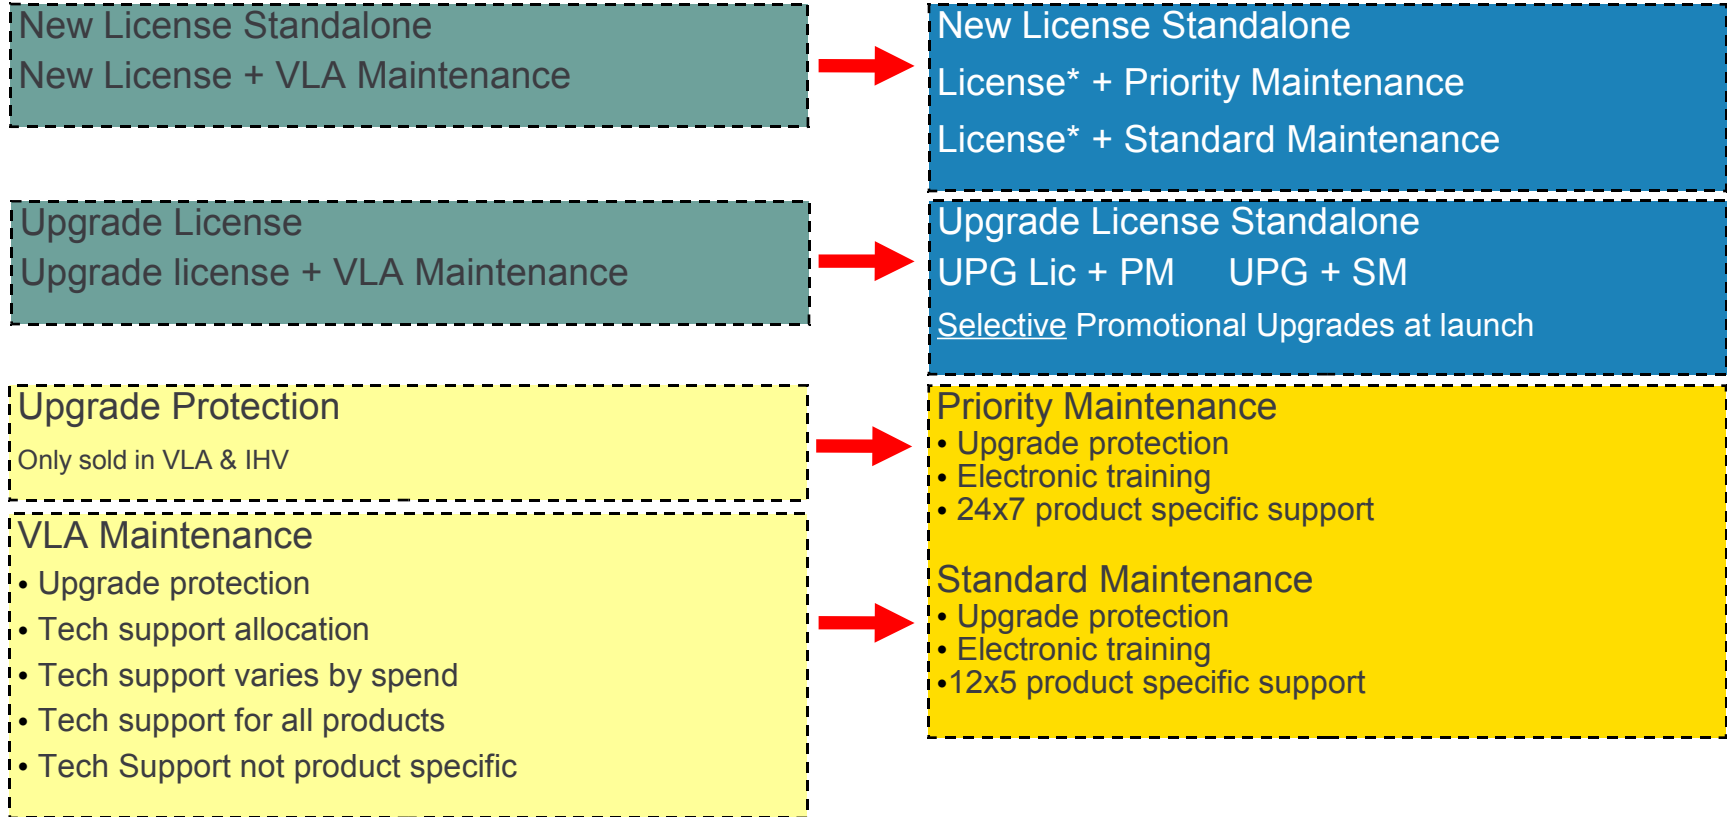 New License Standalone
New License + VLA Maintenance
New License Standalone
License* + Priority Maintenance
License* + Standard Maintenance
Upgrade License
Upgrade license + VLA Maintenance
Upgrade License Standalone
UPG Lic + PM UPG + SM
Selective Promotional Upgrades at launch
Upgrade Protection
Only sold in VLA & IHV
VLA Maintenance
• Upgrade protection
• Tech support allocation
• Tech support varies by spend
• Tech support for all products
• Tech Support not product specific
Priority Maintenance
• Upgrade protection
• Electronic training
• 24x7 product specific support
Standard Maintenance
• Upgrade protection
• Electronic training
•12x5 product specific support